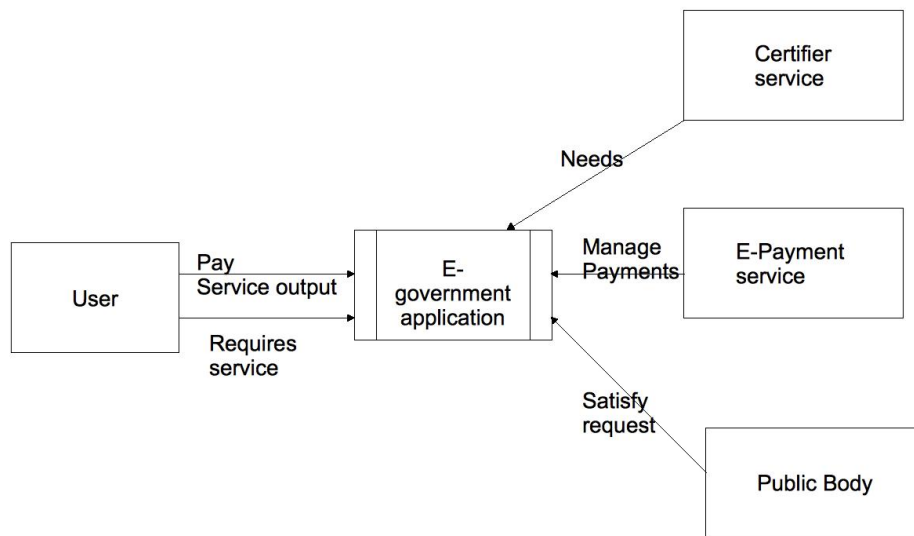 Certifier
service
Needs
Manage
Payments
E-Payment
service
User
Pay
Service output
E-
government
application
Requires
service
Satisfy
request
Public Body